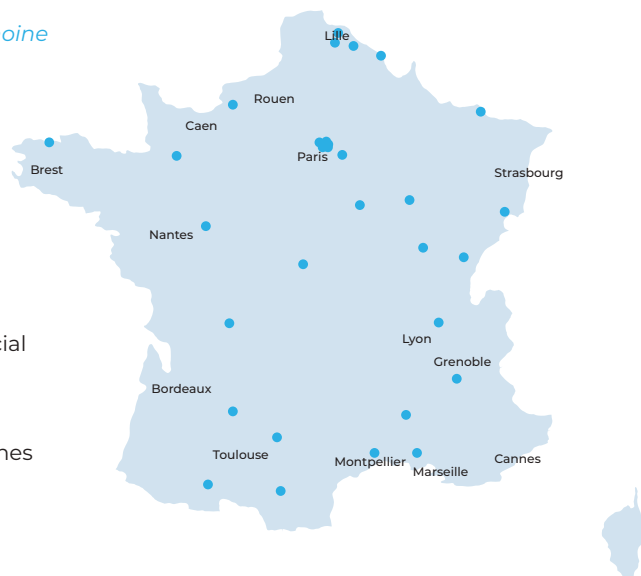 oine
Lille
Rouen
Caen
Paris
Brest
Strasbourg
Nantes
cial
Lyon
Grenoble
Bordeaux
nes
Toulouse
Montpellier
Cannes
Marseille